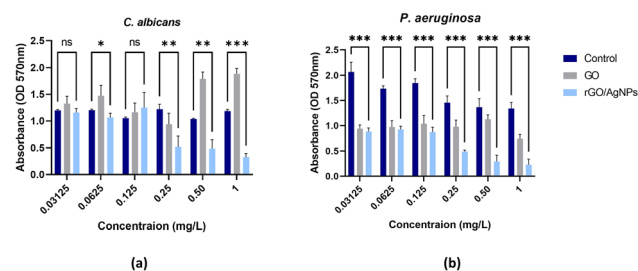 C. albicans
(a)
Absorbance (OD 570nm)
2.5
2.0
1.5
1.0
0.5
0.0
ns * ns ** ** ***
0.03125 0.0625 0.125 0.25 0.50 1
Concentraion (mg/L)
(a)
P. aeruginosa
(b)
Absorbance (OD 570nm)
2.5
2.0
1.5
1.0
0.5
0.0
*** *** *** *** *** ***
0.03125 0.0625 0.125 0.25 0.50 1
Concentraion (mg/L)
(b)
Control
GO
rGO/AgNPs